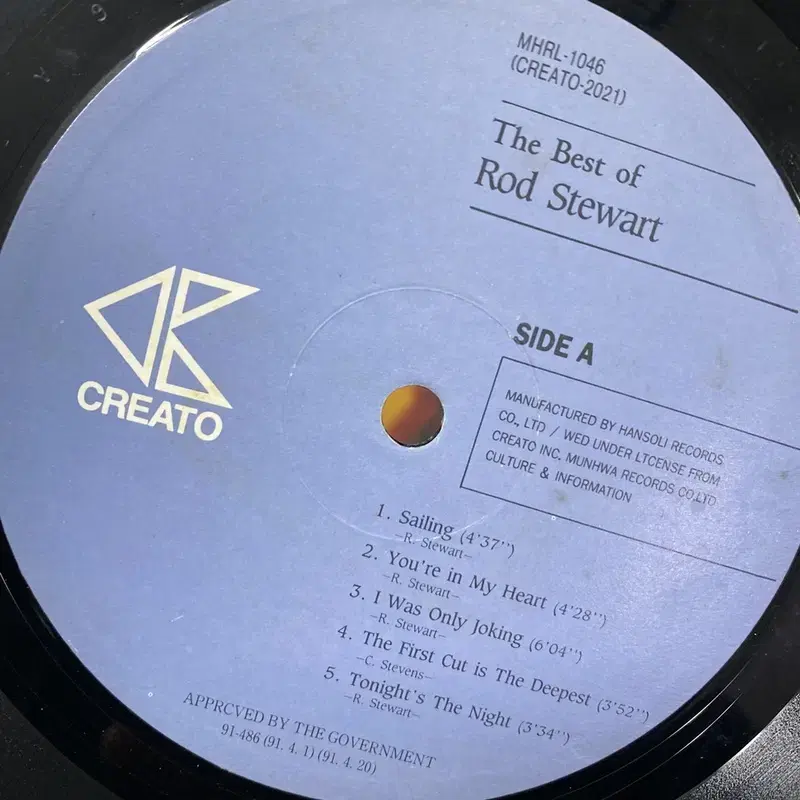 MHRL-1046
(CREATO-2021)
The Best of
Rod Stewart
SIDE A
MANUFACTURED BY HANSOLI RECORDS
CO., LTD / WED UNDER LTCENSE FROM
CREATO INC. MUNHWA RECORDS CO.LTD
CULTURE & INFORMATION
CREATO
1. Sailing (4'37'')
-R. Stewart-
2. You're in My Heart (4'28'')
-R. Stewart-
3. I Was Only Joking (6'04'')
-R. Stewart-
4. The First Cut is The Deepest (3'52'')
-C. Stevens-
5. Tonight's The Night (3'34'')
-R. Stewart-
APPRCVED BY THE GOVERNMENT
91-486 (91. 4. 1) (91. 4. 20)